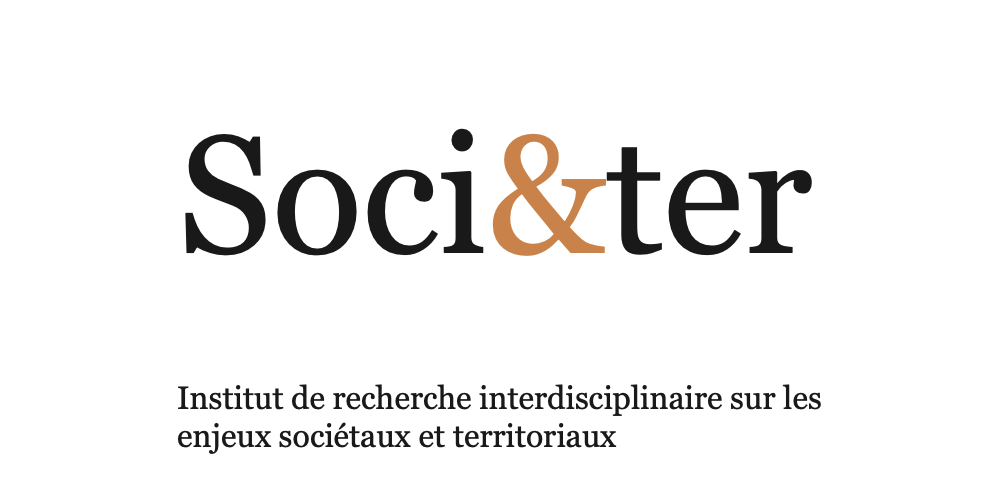 Soci&ter
Institut de recherche interdisciplinaire sur les
enjeux sociétaux et territoriaux